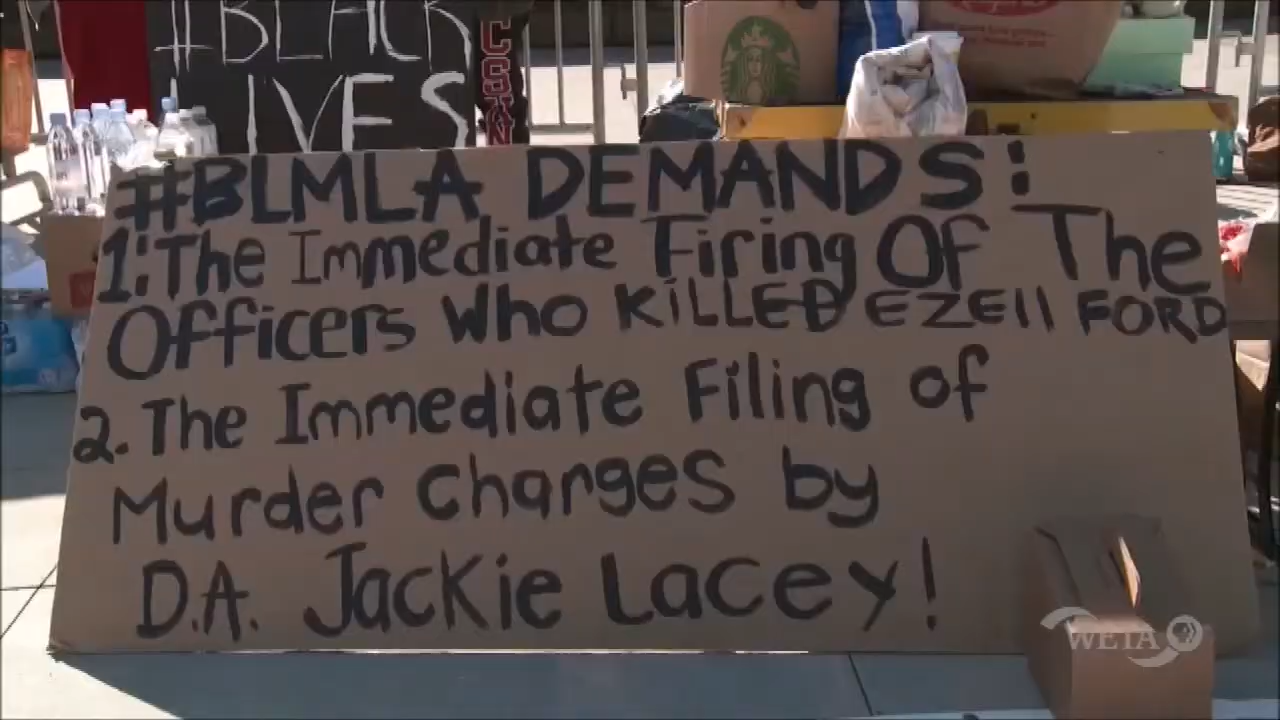 #BLACK
LIVES
CSUN
#BLMLA DEMANDS:
1.: The Immediate Firing OF The
Officers Who KiLLED EZEll FORD
2. The Immediate Filing of
Murder Charges by
D.A. Jackie Lacey!
WETA